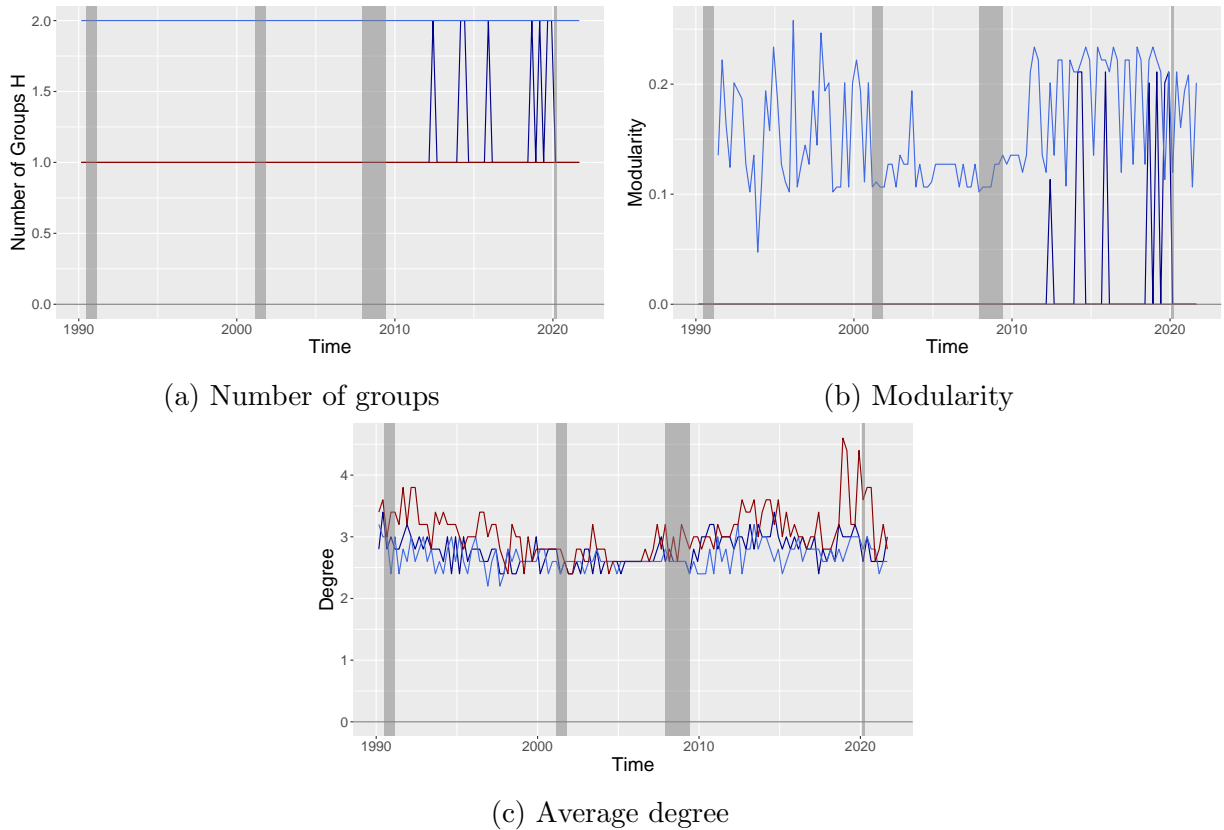 2.0
1.5
1.0
0.5
0.0
Number of Groups H
1990
2000
2010
2020
Time
(a) Number of groups
0.2
0.1
0.0
Modularity
1990
2000
2010
2020
Time
(b) Modularity
4
3
2
1
0
Degree
1990
2000
2010
2020
Time
(c) Average degree